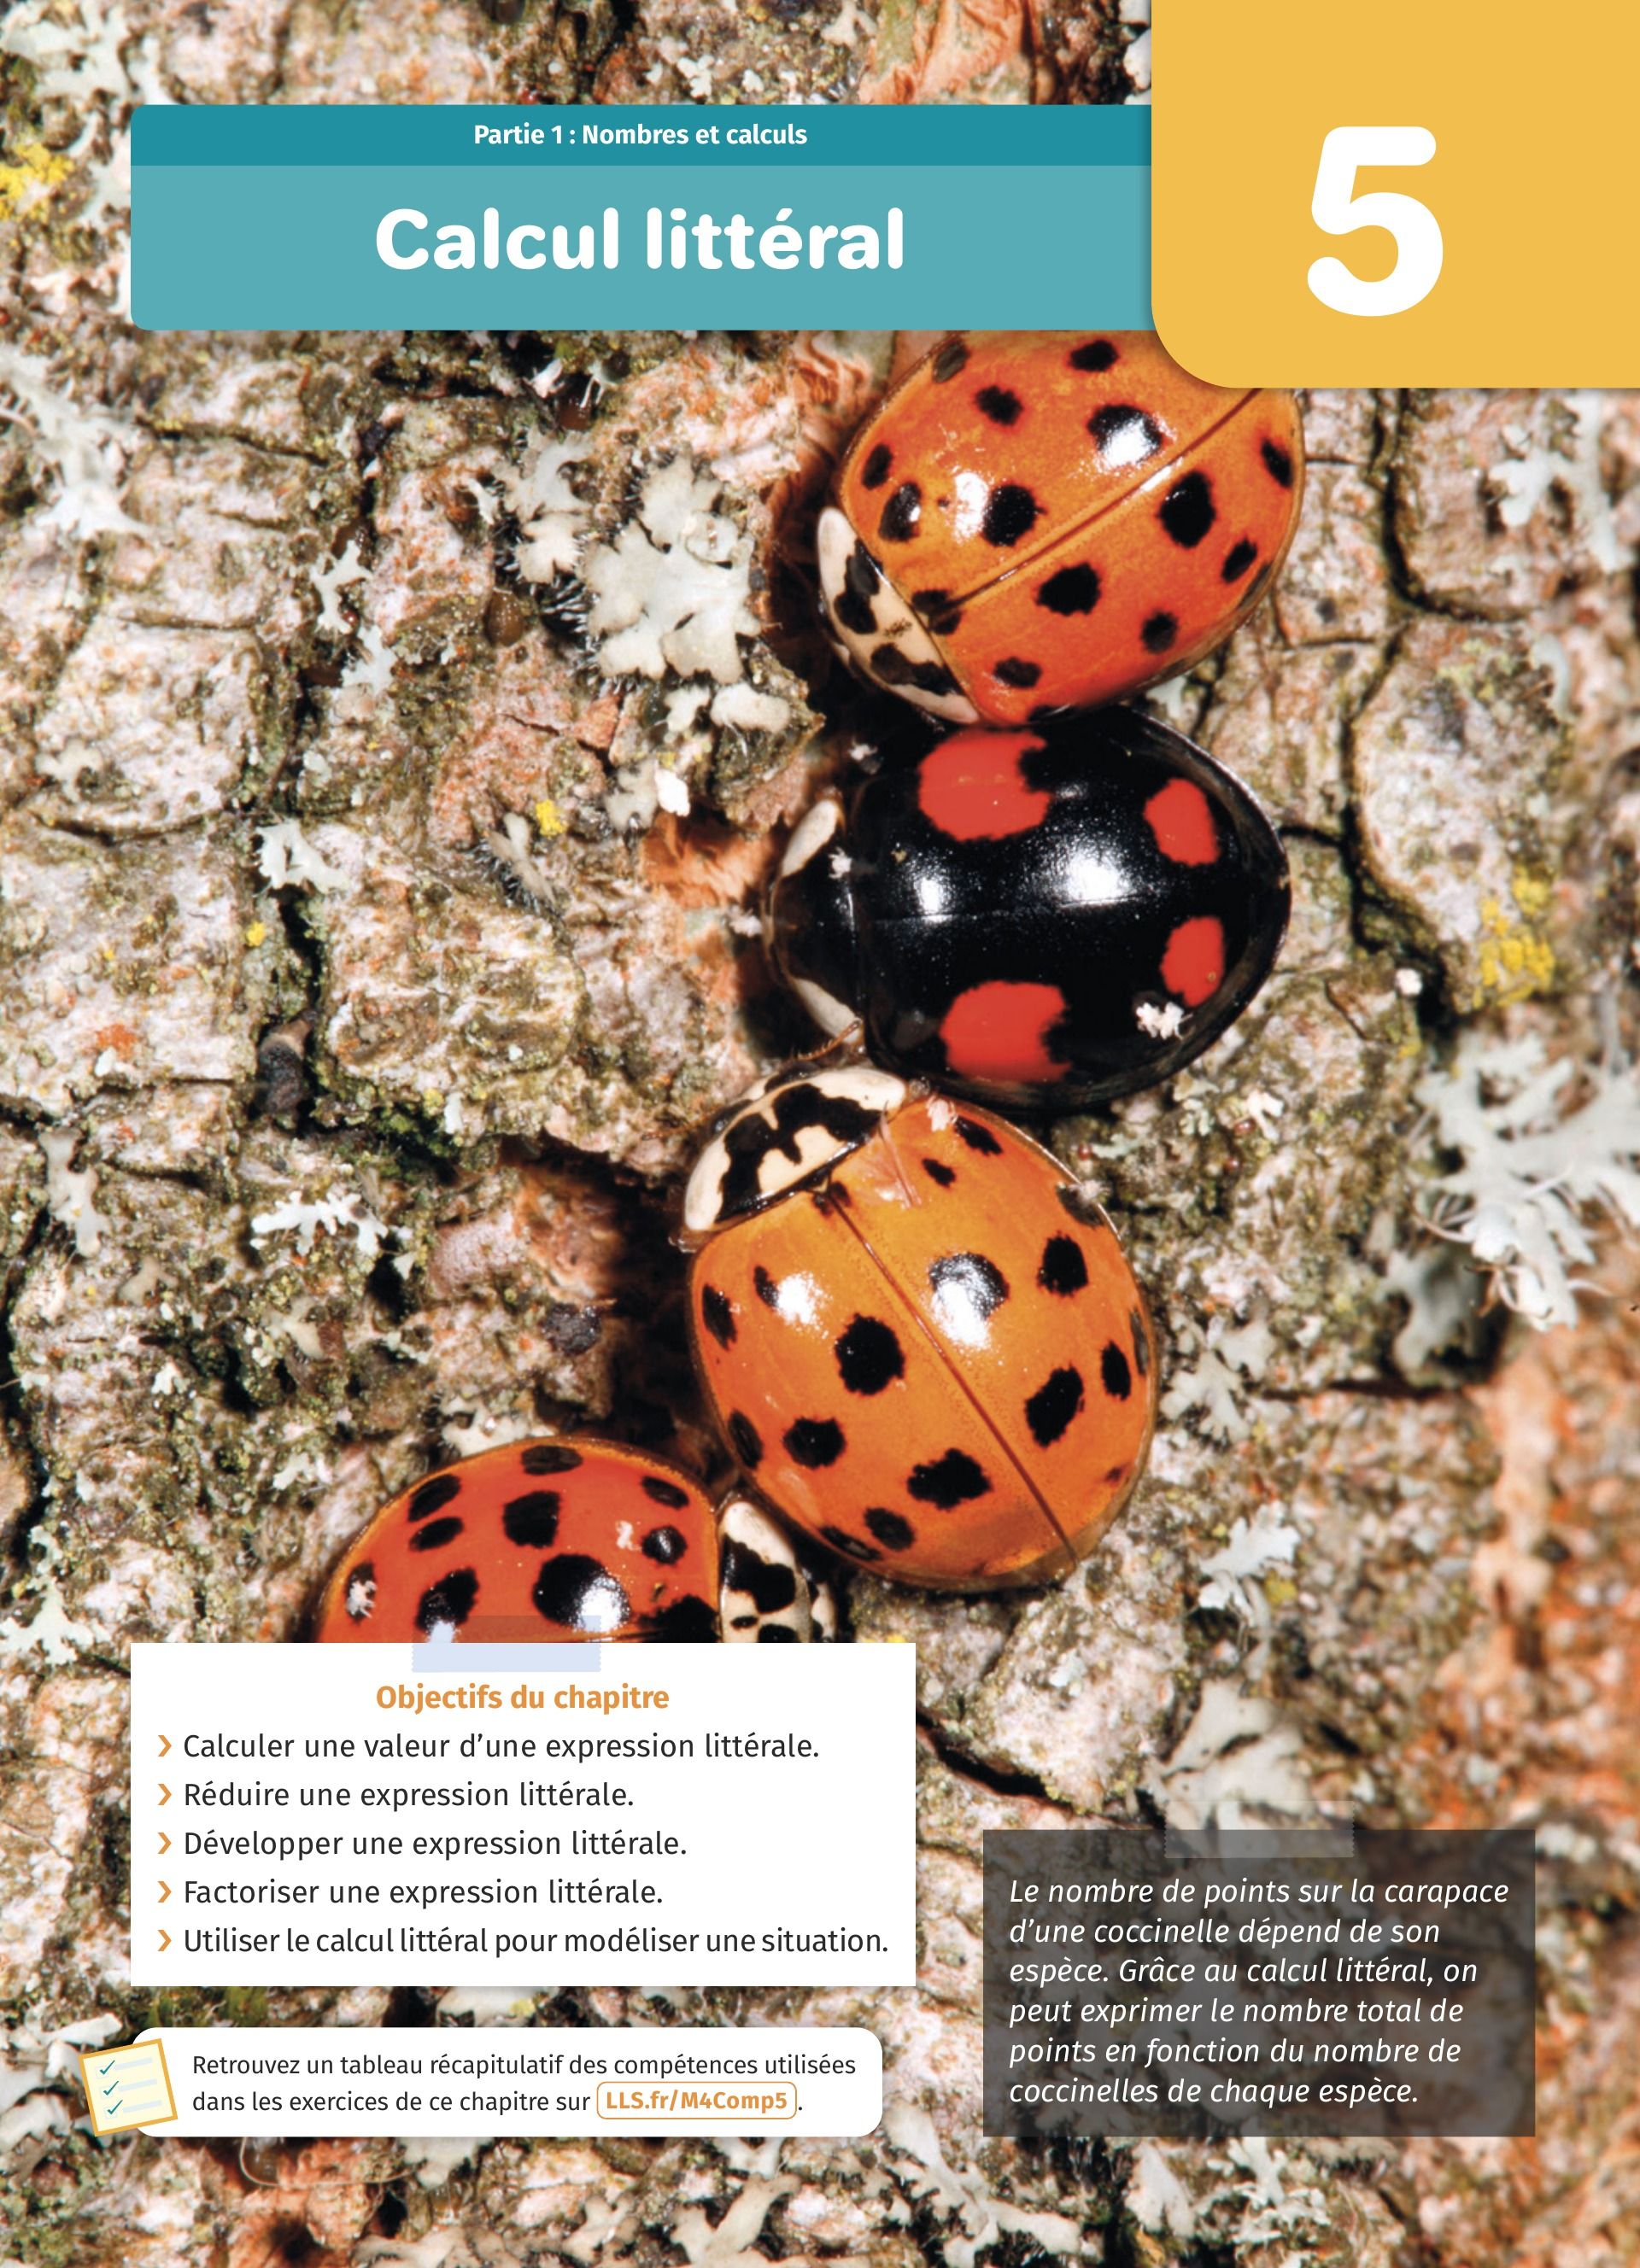 Partie 1 : Nombres et calculs
Calcul littéral
5
Objectifs du chapitre
› Calculer une valeur d’une expression littérale.
› Réduire une expression littérale.
› Développer une expression littérale.
› Factoriser une expression littérale.
› Utiliser le calcul littéral pour modéliser une situation.
Retrouvez un tableau récapitulatif des compétences utilisées
dans les exercices de ce chapitre sur LLS.fr/M4Comp5.
Le nombre de points sur la carapace
d’une coccinelle dépend de son
espèce. Grâce au calcul littéral, on
peut exprimer le nombre total de
points en fonction du nombre de
coccinelles de chaque espèce.